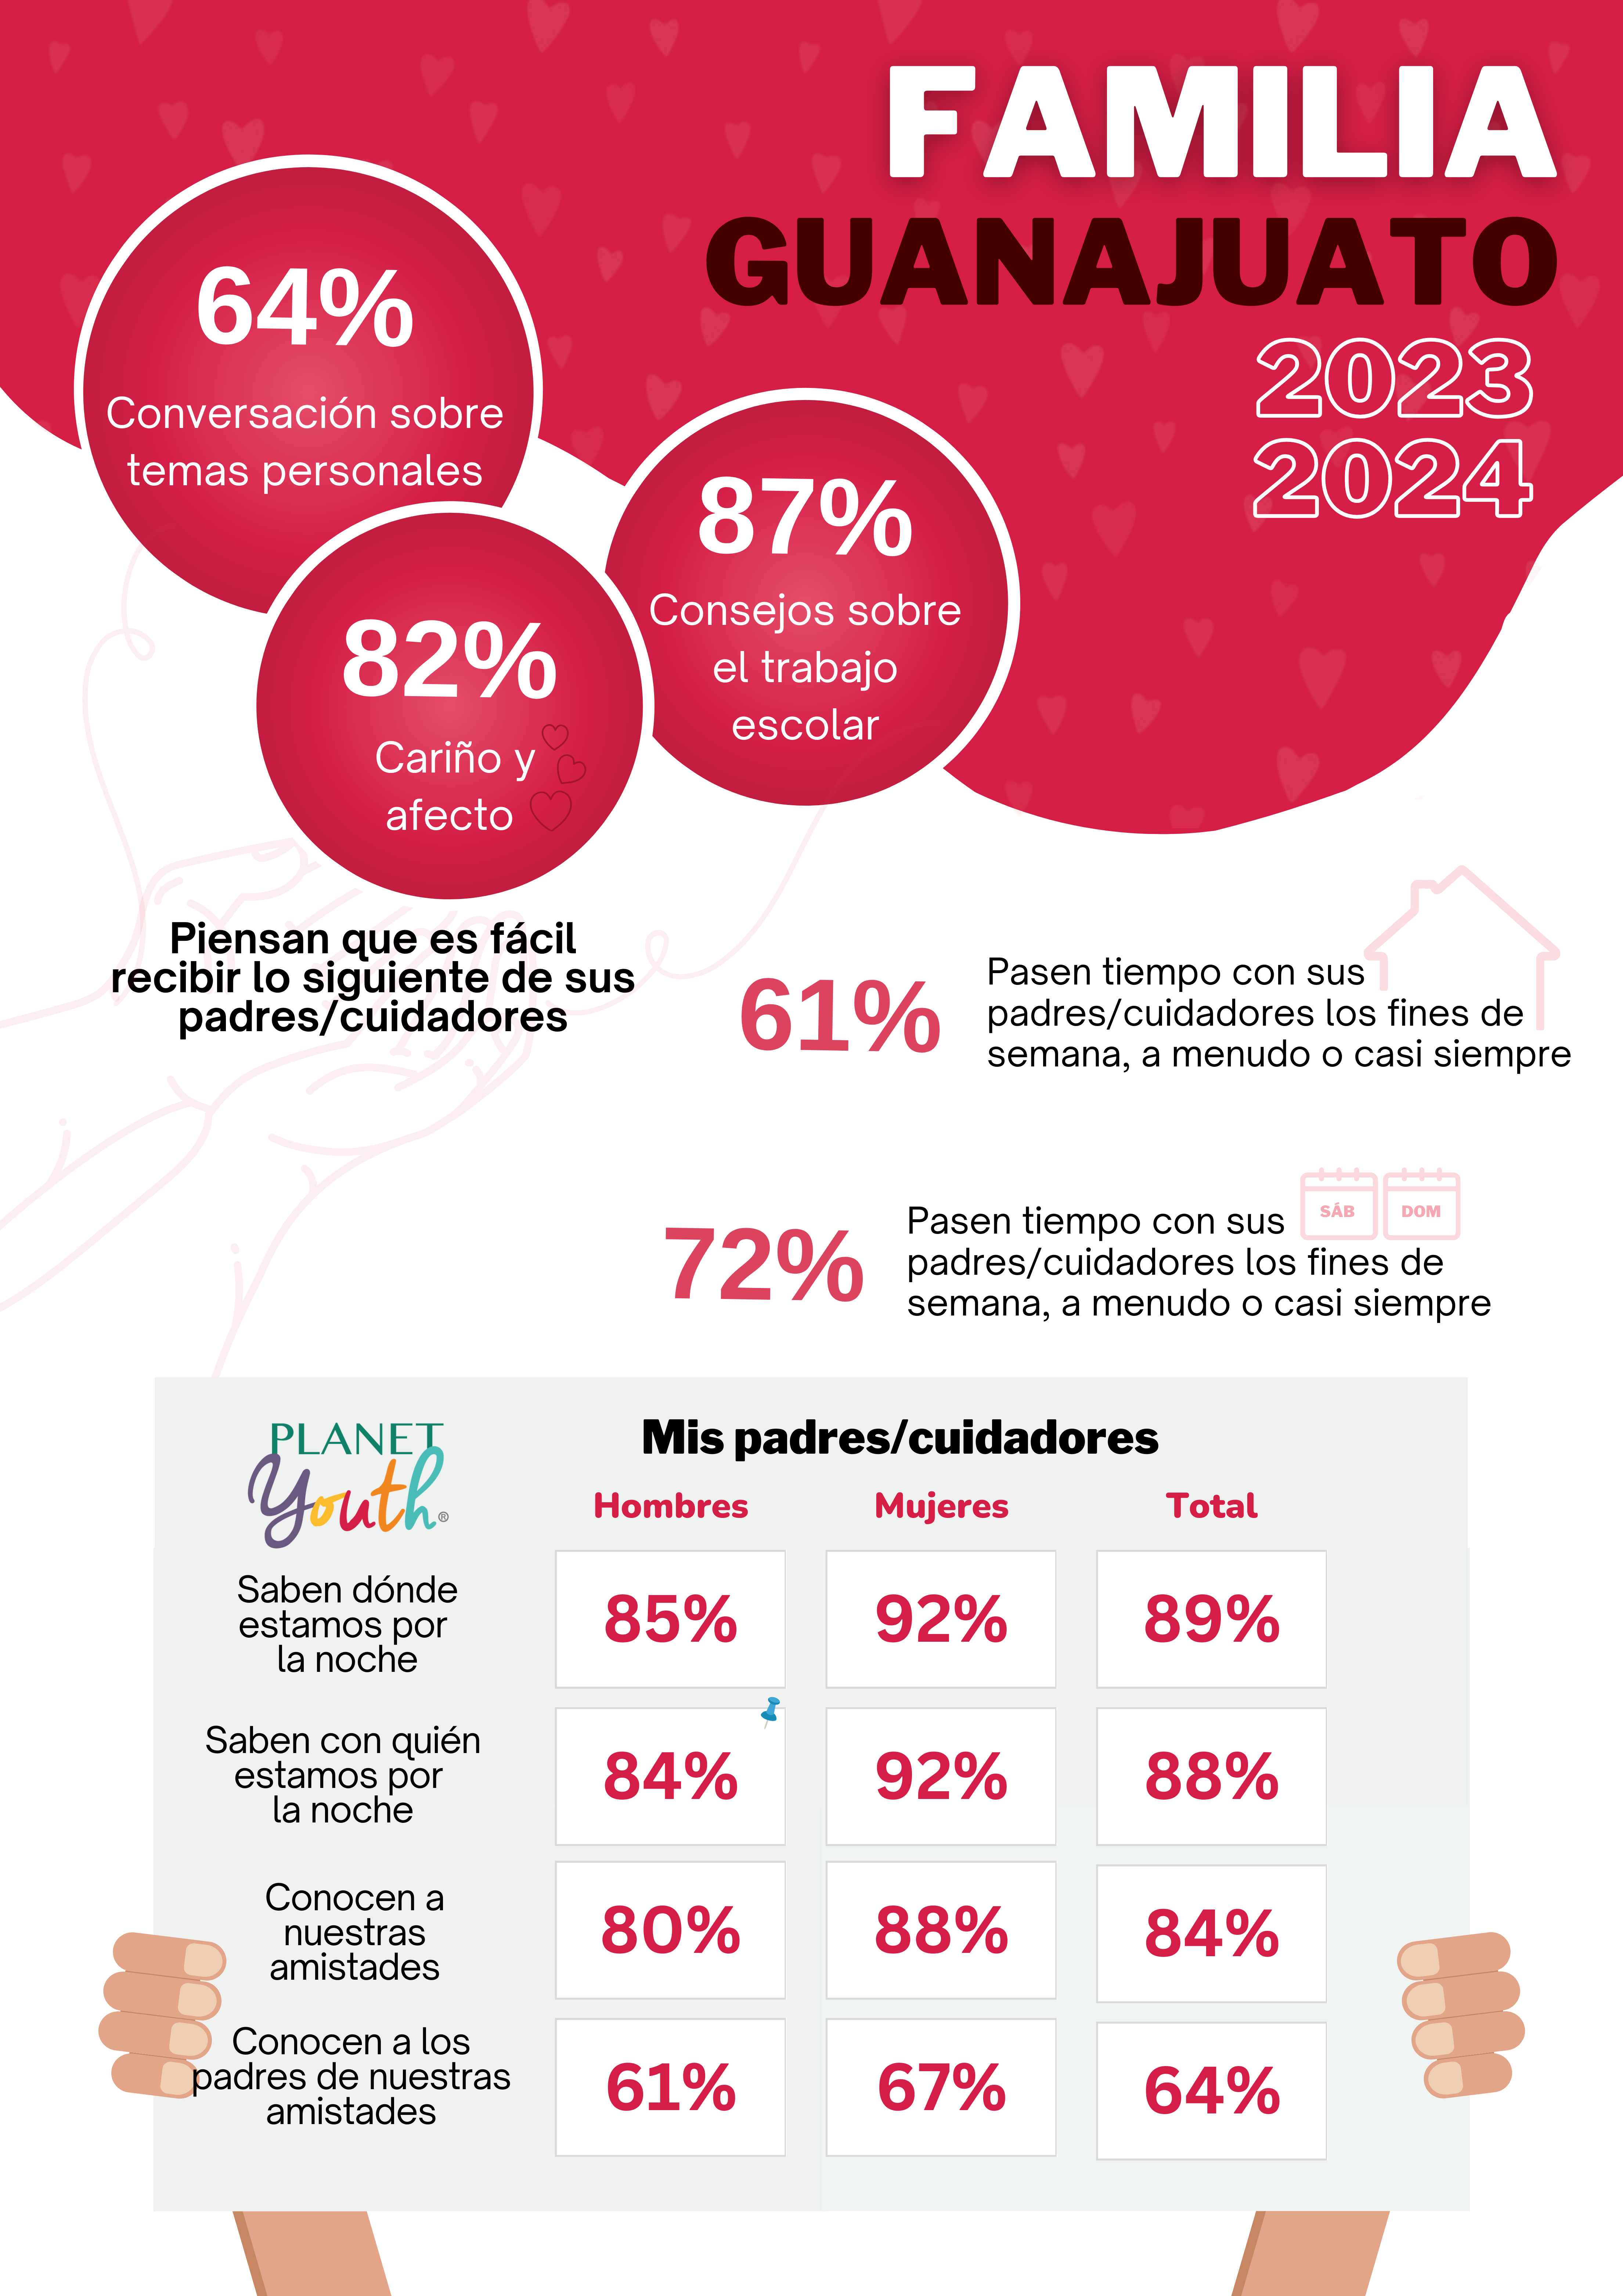 FAMILIA
GUANAJUATO
2023
2024
64%
Conversación sobre
temas personales
87%
Consejos sobre
el trabajo
escolar
82%
Cariño y
afecto
Piensan que es fácil
recibir lo siguiente de sus
padres/cuidadores
61%
Pasen tiempo con sus
padres/cuidadores los fines de
semana, a menudo o casi siempre
72%
Pasen tiempo con sus
padres/cuidadores los fines de
semana, a menudo o casi siempre
SÁB DOM
PLANET
Youth®
Mis padres/cuidadores
Hombres Mujeres Total
Saben dónde
estamos por
la noche
85% 92% 89%
Saben con quién
estamos por
la noche
84% 92% 88%
Conocen a
nuestras
amistades
80% 88% 84%
Conocen a los
padres de nuestras
amistades
61% 67% 64%